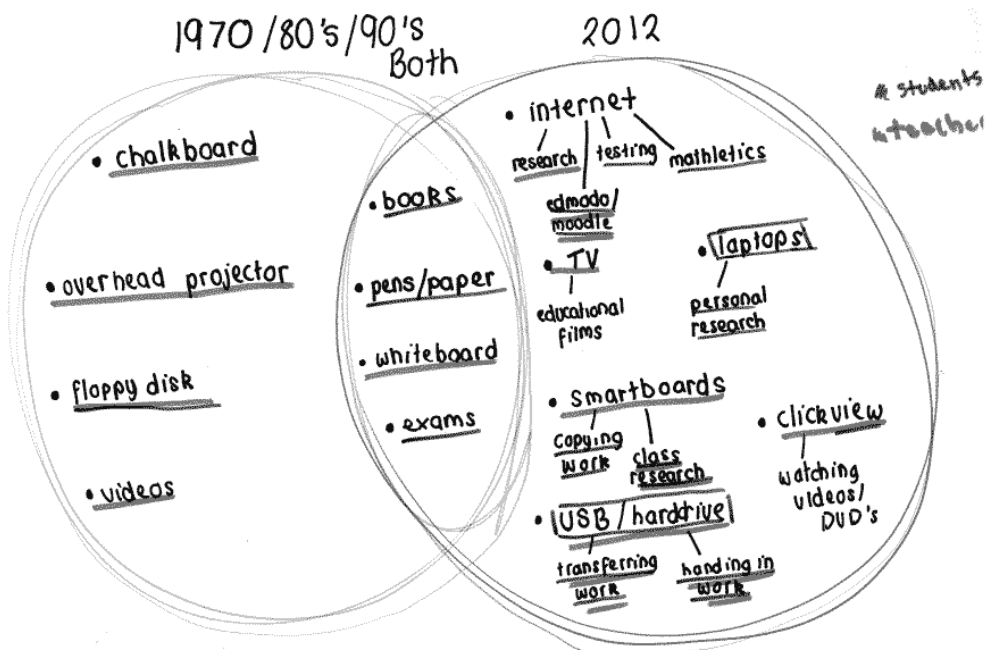 1970/80's/90's
Both
2012
students
• chalkboard
• overhead projector
• floppy disk
• videos
• books
• pens/paper
• whiteboard
• exams
• internet
research
testing
mathletics
edmodo/
moodle
• TV
educational
films
• laptops
personal
research
• smartboards
copying
work
class
research
• clickview
watching
videos/
DVD's
• USB/harddrive
transferring
work
handing in
work